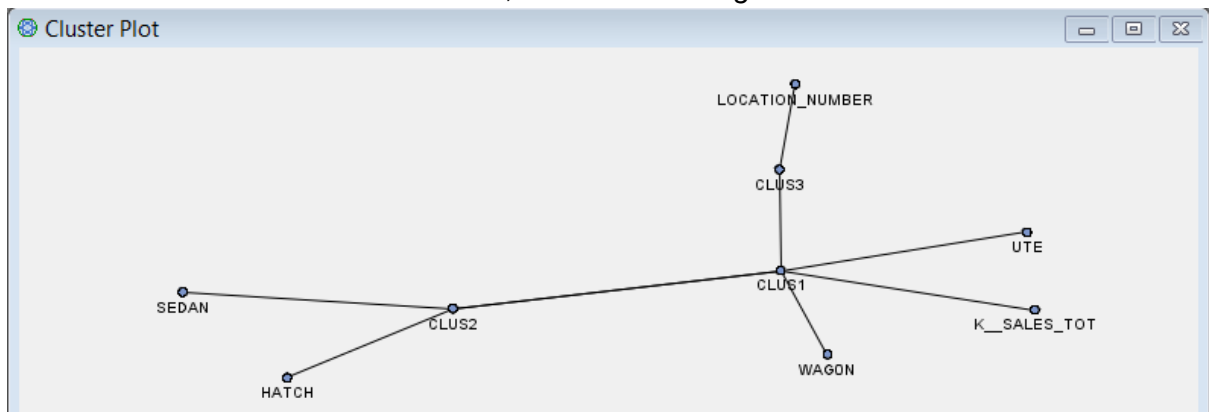 Cluster Plot
LOCATION_NUMBER
CLUS3
UTE
CLUS1
SEDAN
CLUS2
K__SALES_TOT
WAGON
HATCH